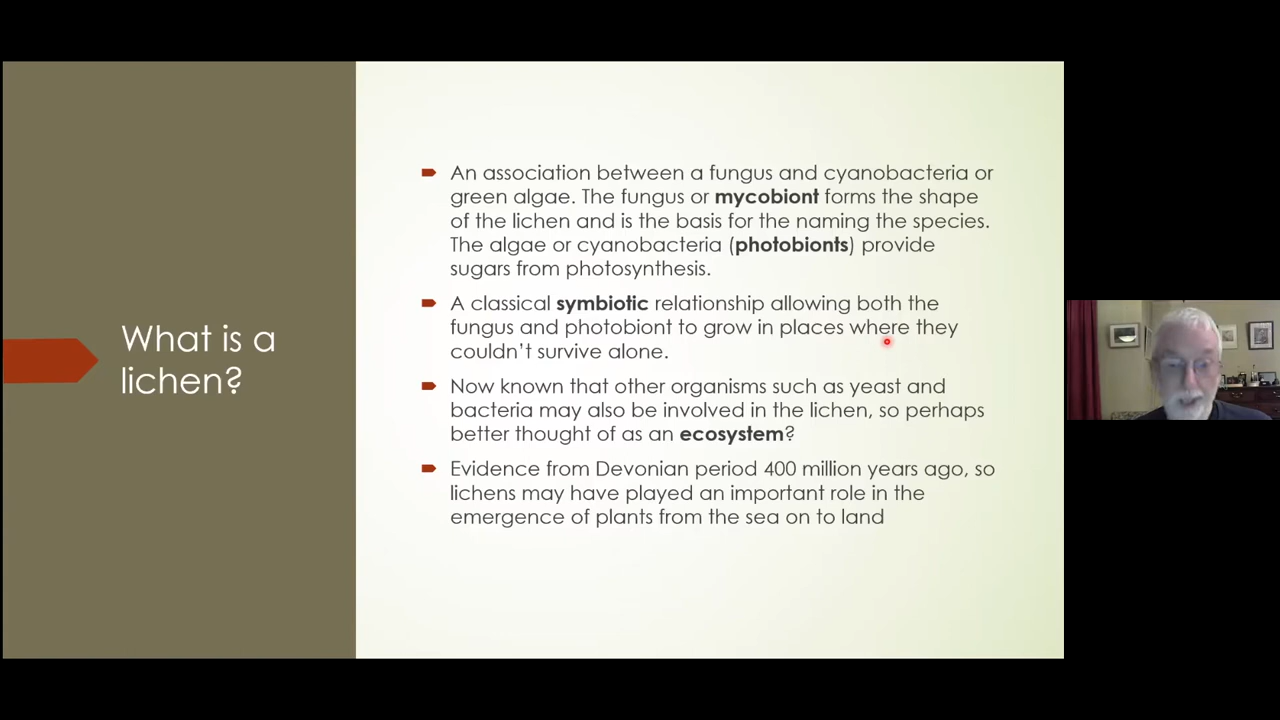 What is a
lichen?
An association between a fungus and cyanobacteria or
green algae. The fungus or mycobiont forms the shape
of the lichen and is the basis for the naming the species.
The algae or cyanobacteria (photobionts) provide
sugars from photosynthesis.
A classical symbiotic relationship allowing both the
fungus and photobiont to grow in places where they
couldn't survive alone.
Now known that other organisms such as yeast and
bacteria may also be involved in the lichen, so perhaps
better thought of as an ecosystem?
Evidence from Devonian period 400 million years ago, so
lichens may have played an important role in the
emergence of plants from the sea on to land